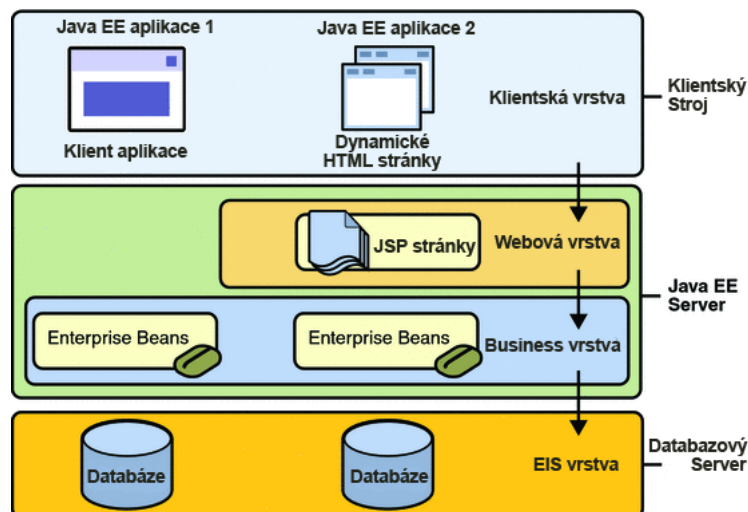 Java EE aplikace 1
Java EE aplikace 2
Klient aplikace
Dynamické
HTML stránky
Klientská vrstva
Klientský
Stroj
JSP stránky
Webová vrstva
Java EE
Server
Enterprise Beans
Enterprise Beans
Business vrstva
Databáze
Databáze
EIS vrstva
Databazový
Server